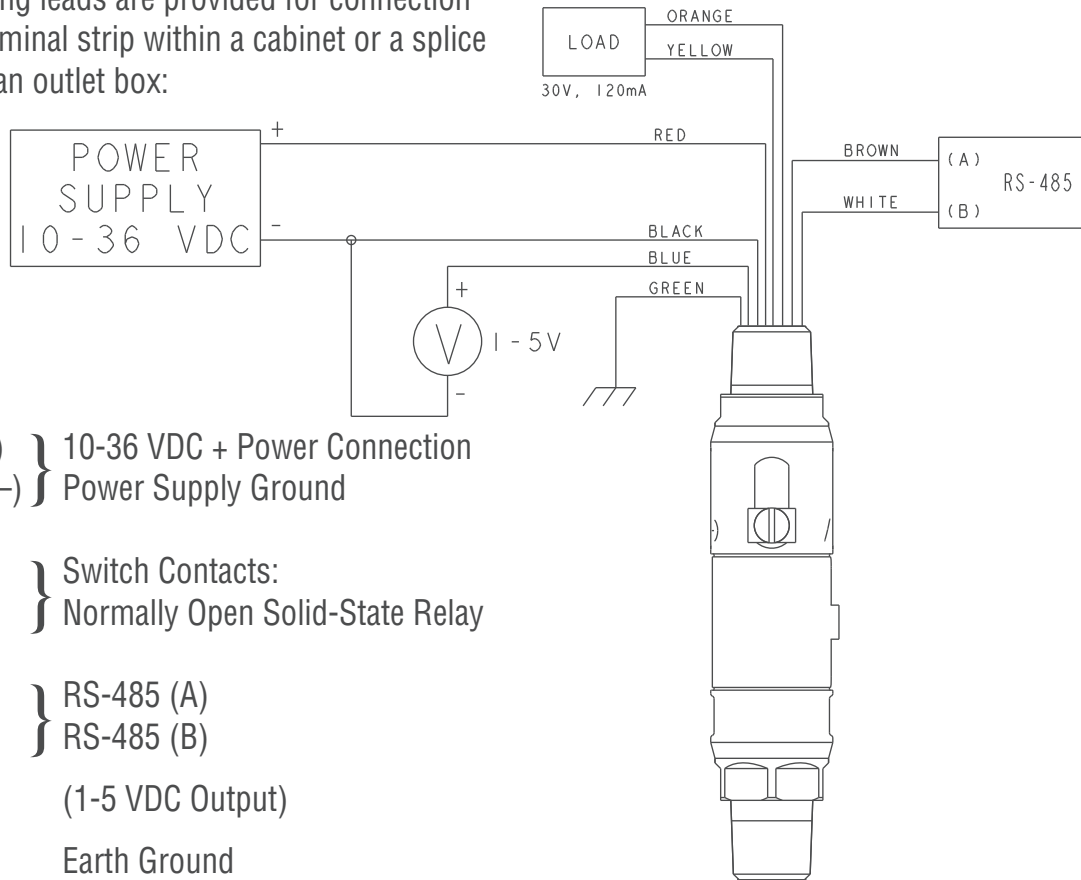 leads are provided for connection
strip within a cabinet or a splice
an outlet box:
LOAD
30V, 120mA
ORANGE
YELLOW
POWER
SUPPLY
10-36 VDC
+
-
RED
BLACK
BLUE
GREEN
+
V
1-5V
-
BROWN
WHITE
(A)
RS-485
(B)
)
–)
} 10-36 VDC + Power Connection
Power Supply Ground
} Switch Contacts:
Normally Open Solid-State Relay
} RS-485 (A)
RS-485 (B)
(1-5 VDC Output)
Earth Ground